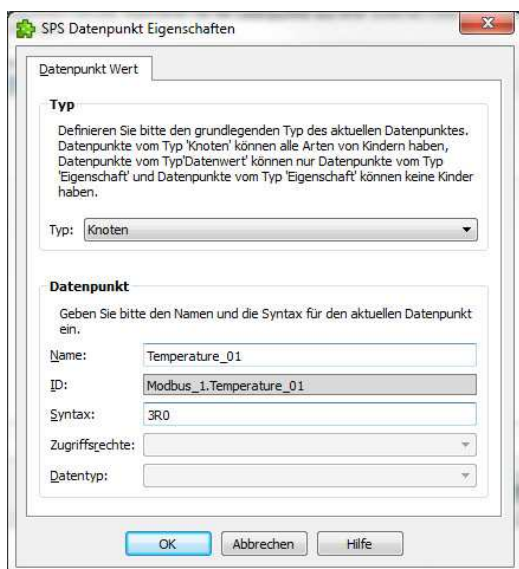 SPS Datenpunkt Eigenschaften
Datenpunkt Wert
Typ
Definieren Sie bitte den grundlegenden Typ des aktuellen Datenpunktes.
Datenpunkte vom Typ 'Knoten' können alle Arten von Kindern haben,
Datenpunkte vom Typ'Datenwert' können nur Datenpunkte vom Typ
'Eigenschaft' und Datenpunkte vom Typ 'Eigenschaft' können keine Kinder
haben.
Typ: Knoten
Datenpunkt
Geben Sie bitte den Namen und die Syntax für den aktuellen Datenpunkt
ein.
Name: Temperature_01
ID: Modbus_1.Temperature_01
Syntax: 3R0
Zugriffsrechte:
Datentyp:
OK Abbrechen Hilfe